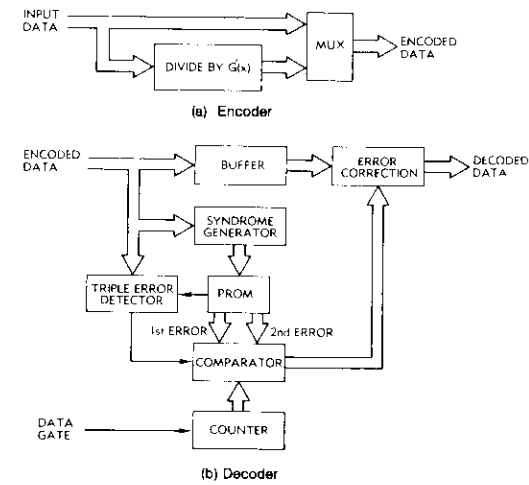 INPUT
DATA
DIVIDE BY G'(x)
MUX
ENCODED
DATA
(a) Encoder
ENCODED
DATA
BUFFER
ERROR
CORRECTION
DECODED
DATA
SYNDROME
GENERATOR
TRIPLE ERROR
DETECTOR
PROM
1st ERROR
2nd ERROR
COMPARATOR
DATA
GATE
COUNTER
(b) Decoder